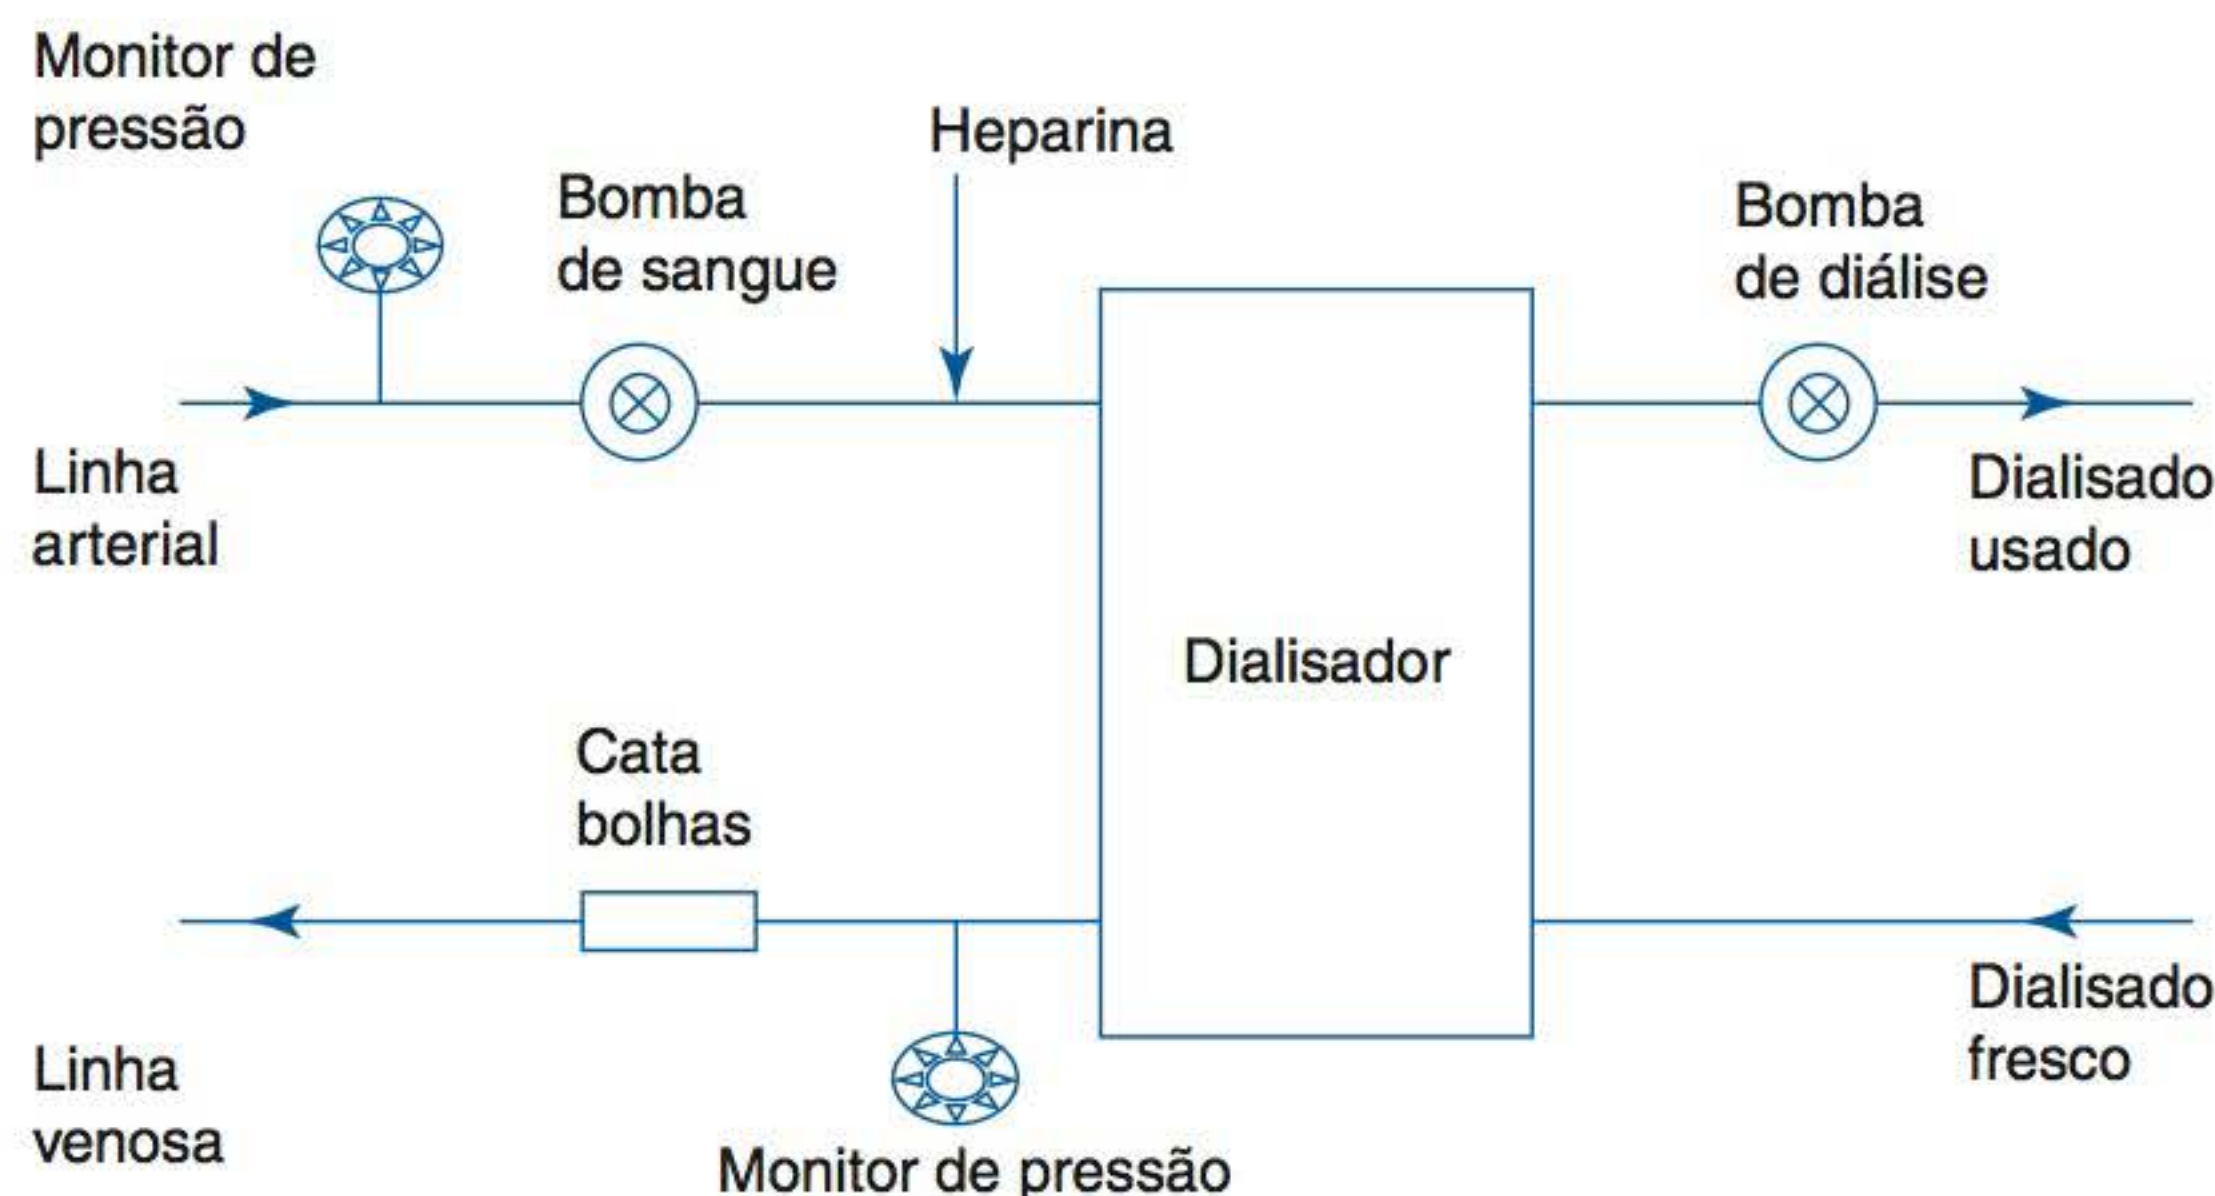 Monitor de
pressão
Heparina
Bomba
de sangue
Bomba
de diálise
Linha
arterial
Dialisado
usado
Dialisador
Cata
bolhas
Dialisado
fresco
Linha
venosa
Monitor de pressão